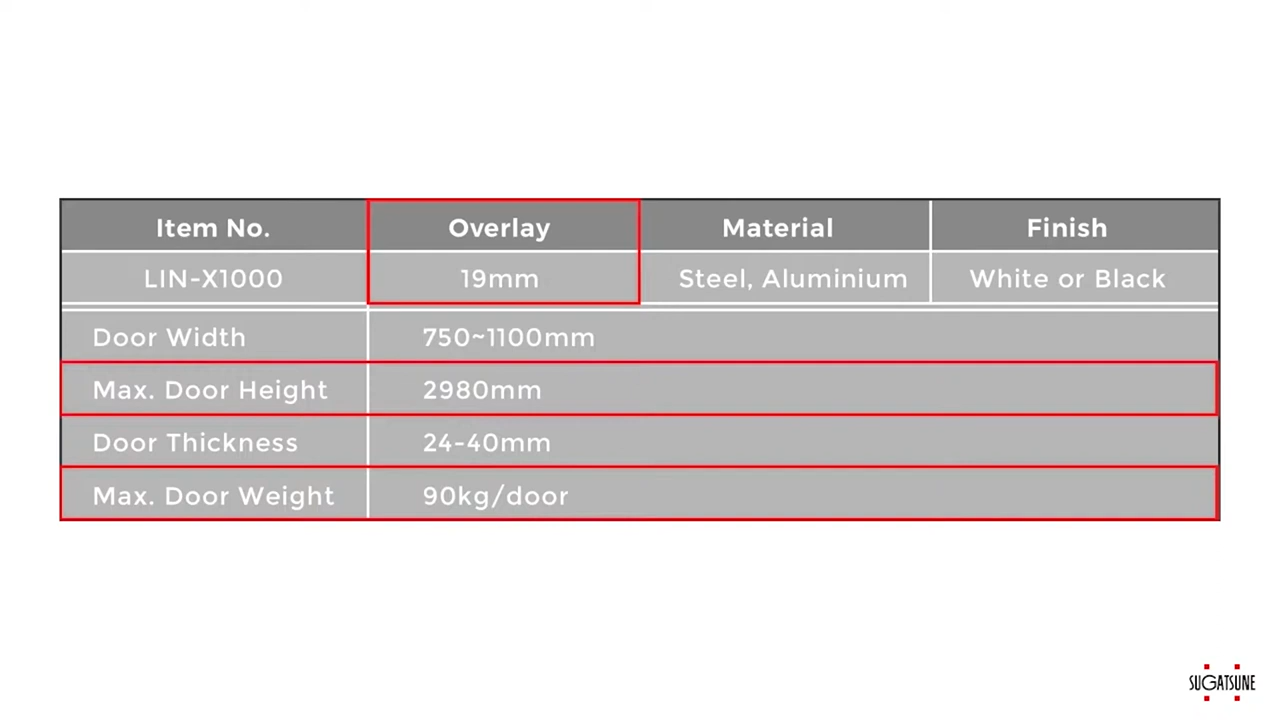 Item No. Overlay Material Finish
LIN-X1000 19mm Steel, Aluminium White or Black
Door Width 750~1100mm
Max. Door Height 2980mm
Door Thickness 24-40mm
Max. Door Weight 90kg/door
SUGATSUNE